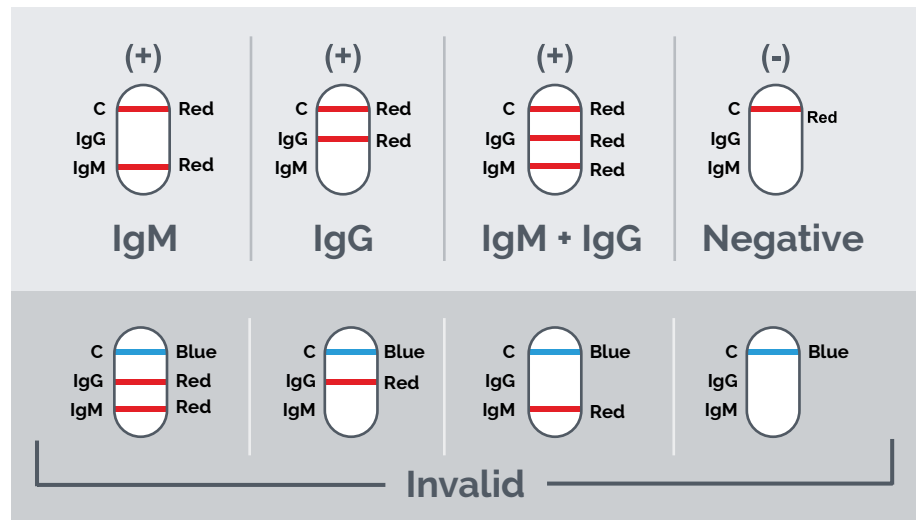 (+) (+) (+) (-)
C Red C Red C Red C Red
IgG IgG Red IgG Red IgG
IgM Red IgM IgM Red IgM
IgM IgG IgM + IgG Negative
C Blue C Blue C Blue C Blue
IgG Red IgG Red IgG IgG
IgM Red IgM IgM Red IgM
Invalid